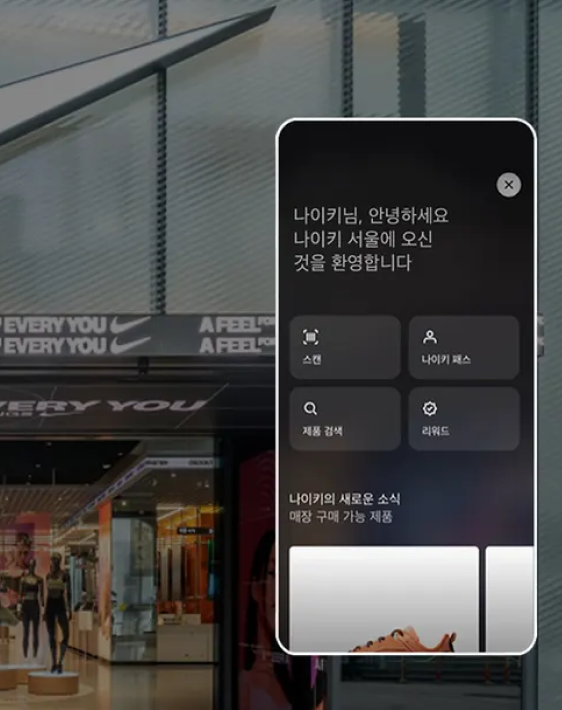 EVERY YOU
EVERY YOU
A FEEL FOR
A FEEL FOR
EVERY YOU
나이키님, 안녕하세요
나이키 서울에 오신
것을 환영합니다
스캔
나이키 패스
제품 검색
리워드
나이키의 새로운 소식
매장 구매 가능 제품